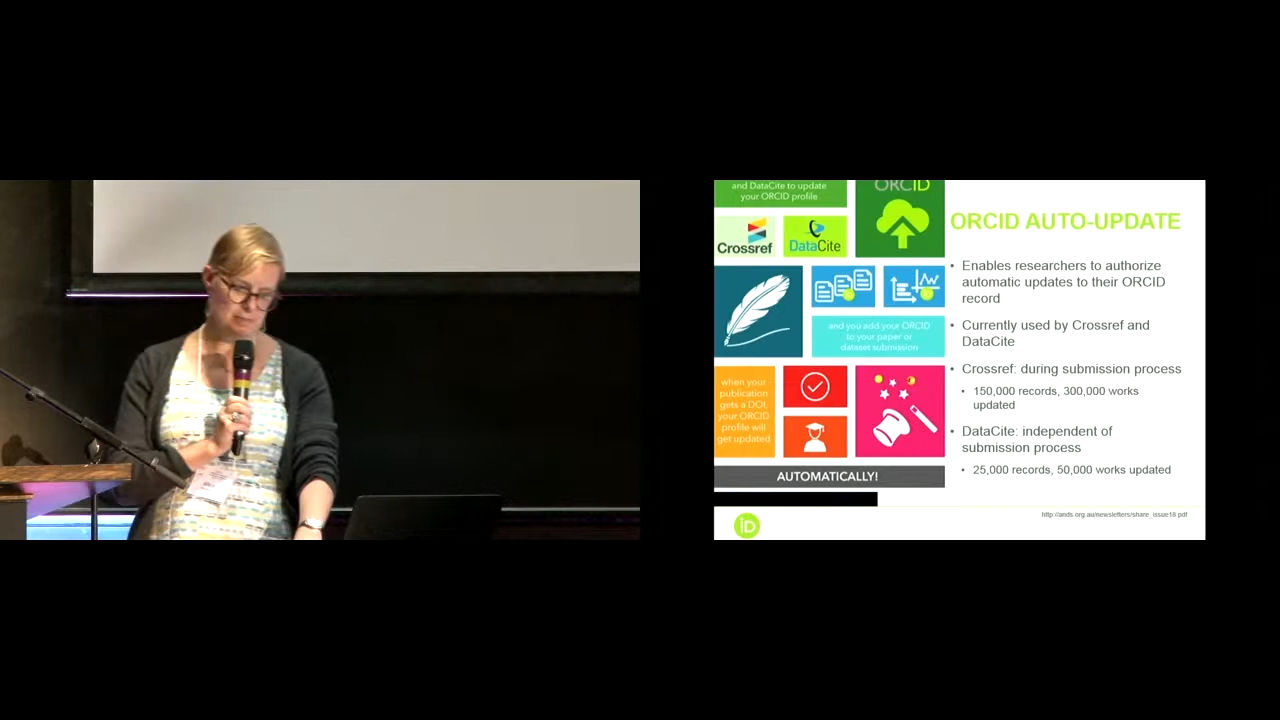 and DataCite to update
your ORCID profile
ORCID
Crossref
DataCite
and you add your ORCID
to your paper or
dataset submission
when your
publication
gets a DOI,
your ORCID
profile will
get updated
AUTOMATICALLY!
iD
ORCID AUTO-UPDATE
• Enables researchers to authorize
automatic updates to their ORCID
record
• Currently used by Crossref and
DataCite
• Crossref: during submission process
• 150,000 records, 300,000 works
updated
• DataCite: independent of
submission process
• 25,000 records, 50,000 works updated
http://ands.org.au/newsletters/share_issue18.pdf